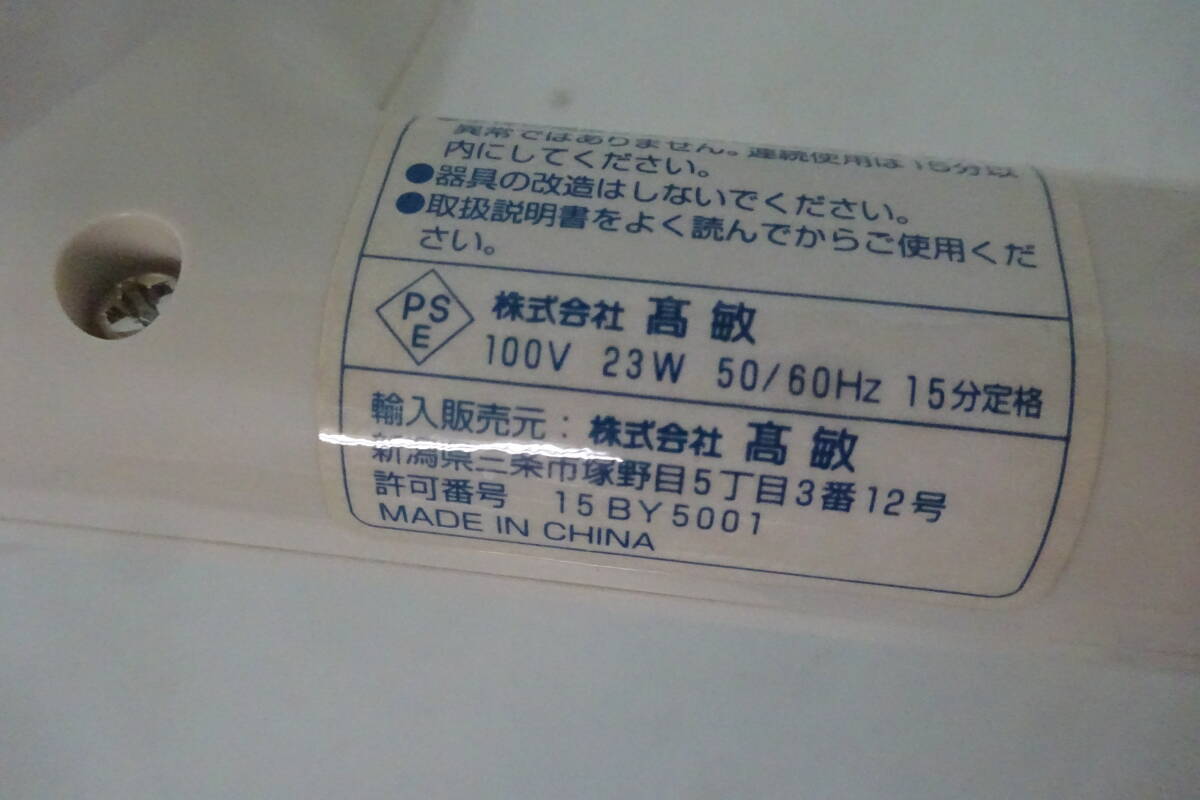 異常ではありません。連続使用は15分以
内にしてください。
●器具の改造はしないでください。
●取扱説明書をよく読んでからご使用くだ
さい。
PS
E
株式会社 髙敏
100V 23W 50/60Hz 15分定格
輸入販売元：株式会社 髙敏
新潟県三条市塚野目5丁目3番12号
許可番号 15BY5001
MADE IN CHINA